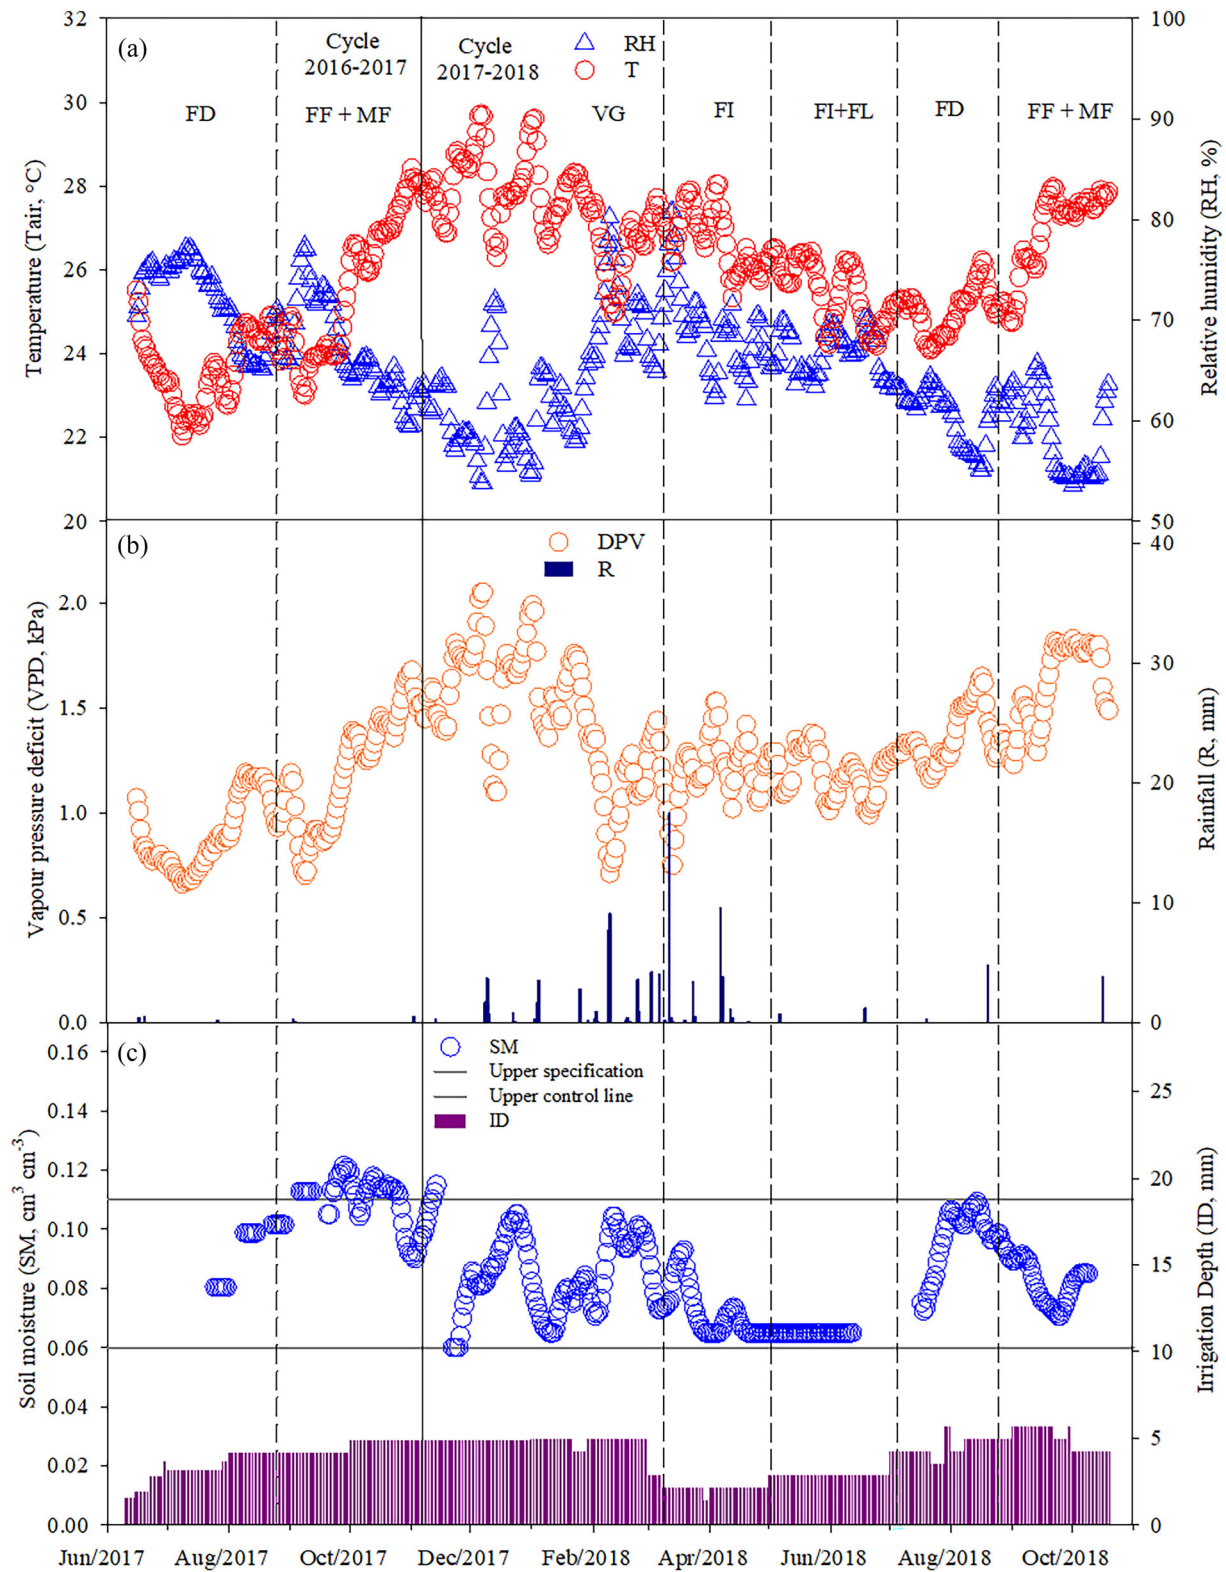 (a)
Cycle
2016-2017
Cycle
2017-2018
RH
T
FD
FF + MF
VG
FI
FI+FL
FD
FF + MF
32
30
28
26
24
22
20
Temperature (Tair, °C)
100
90
80
70
60
50
Relative humidity (RH, %)
(b)
DPV
R
2.0
1.5
1.0
0.5
0.0
Vapour pressure deficit (VPD, kPa)
40
30
20
10
0
Rainfall (R, mm)
(c)
SM
Upper specification
Upper control line
ID
0.16
0.14
0.12
0.10
0.08
0.06
0.04
0.02
0.00
Soil moisture (SM, cm³ cm⁻³)
25
20
15
10
5
0
Irrigation Depth (ID, mm)
Jun/2017 Aug/2017 Oct/2017 Dec/2017 Feb/2018 Apr/2018 Jun/2018 Aug/2018 Oct/2018